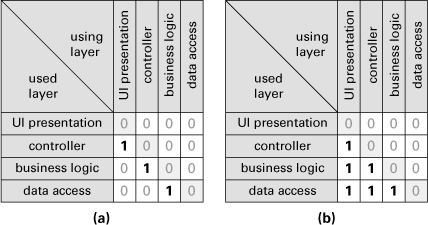 using
layer
used
layer
UI presentation
controller
business logic
data access
UI presentation 0 0 0 0
controller 1 0 0 0
business logic 0 1 0 0
data access 0 0 1 0
(a)
using
layer
used
layer
UI presentation
controller
business logic
data access
UI presentation 0 0 0 0
controller 1 0 0 0
business logic 1 1 0 0
data access 1 1 1 0
(b)